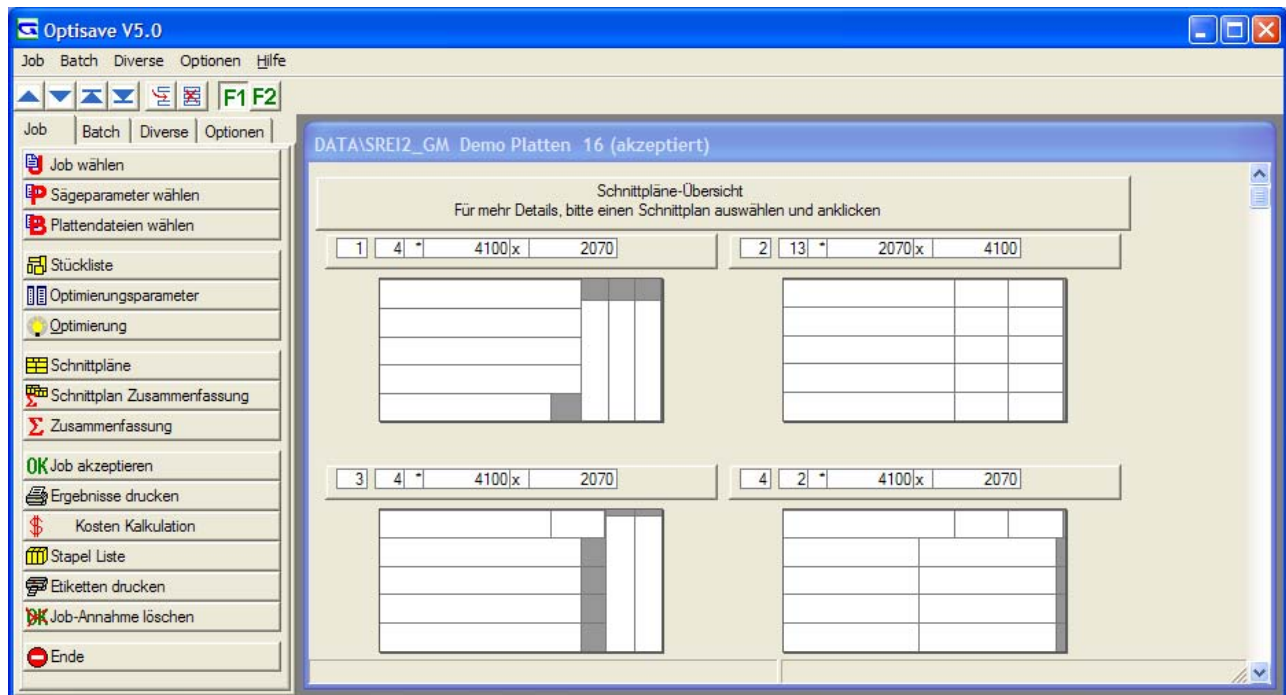 Optisave V5.0
Job Batch Diverse Optionen Hilfe
F1 F2
Job Batch Diverse Optionen
Job wählen
Sägeparameter wählen
Plattendateien wählen
Stückliste
Optimierungsparameter
Optimierung
Schnittpläne
Schnittplan Zusammenfassung
Zusammenfassung
OK Job akzeptieren
Ergebnisse drucken
$ Kosten Kalkulation
Stapel Liste
Etiketten drucken
OK Job-Annahme löschen
Ende
DATA\SREI2_GM Demo Platten 16 (akzeptiert)
Schnittpläne-Übersicht
Für mehr Details, bitte einen Schnittplan auswählen und anklicken
1 4 * 4100 x 2070
2 13 * 2070 x 4100
3 4 * 4100 x 2070
4 2 * 4100 x 2070